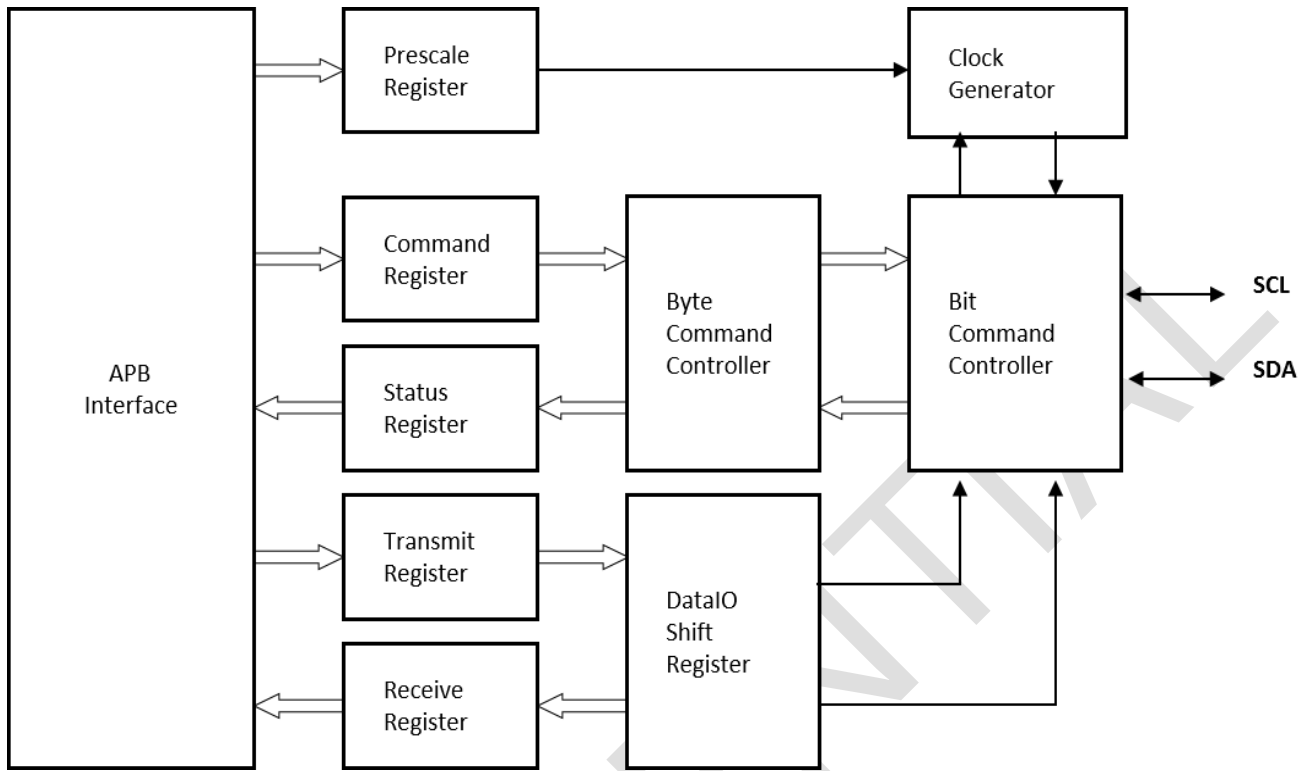 Prescale
Register
Clock
Generator
Command
Register
Byte
Command
Controller
Bit
Command
Controller
SCL
SDA
APB
Interface
Status
Register
Transmit
Register
DataIO
Shift
Register
Receive
Register